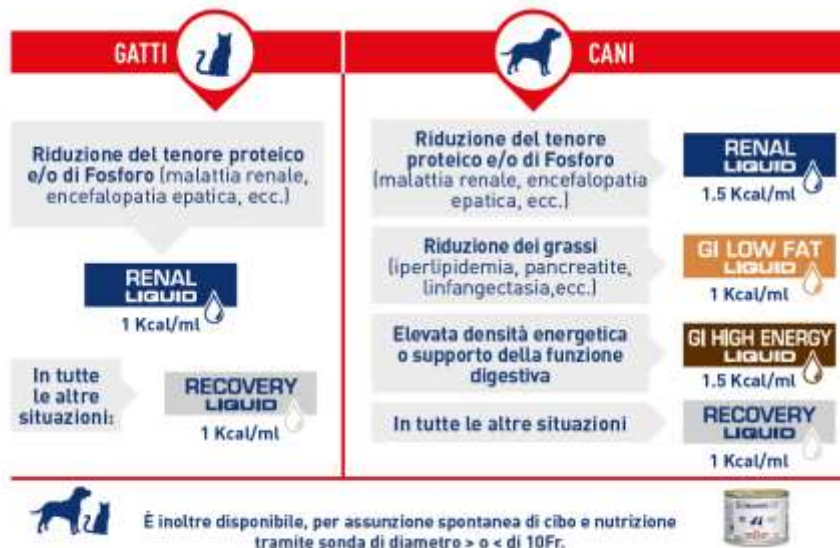 GATTI
CANI
Riduzione del tenore proteico
e/o di Fosforo (malattia renale,
encefalopatia epatica, ecc.)
RENAL
LIQUID
1 Kcal/ml
In tutte
le altre
situazioni:
RECOVERY
LIQUID
1 Kcal/ml
Riduzione del tenore
proteico e/o di Fosforo
(malattia renale, encefalopatia
epatica, ecc.)
RENAL
LIQUID
1.5 Kcal/ml
Riduzione dei grassi
(iperlipidemia, pancreatite,
linfangectasia,ecc.)
GI LOW FAT
LIQUID
1 Kcal/ml
Elevata densità energetica
o supporto della funzione
digestiva
GI HIGH ENERGY
LIQUID
1.5 Kcal/ml
In tutte le altre situazioni
RECOVERY
LIQUID
1 Kcal/ml
È inoltre disponibile, per assunzione spontanea di cibo e nutrizione
tramite sonda di diametro > o < di 10Fr.